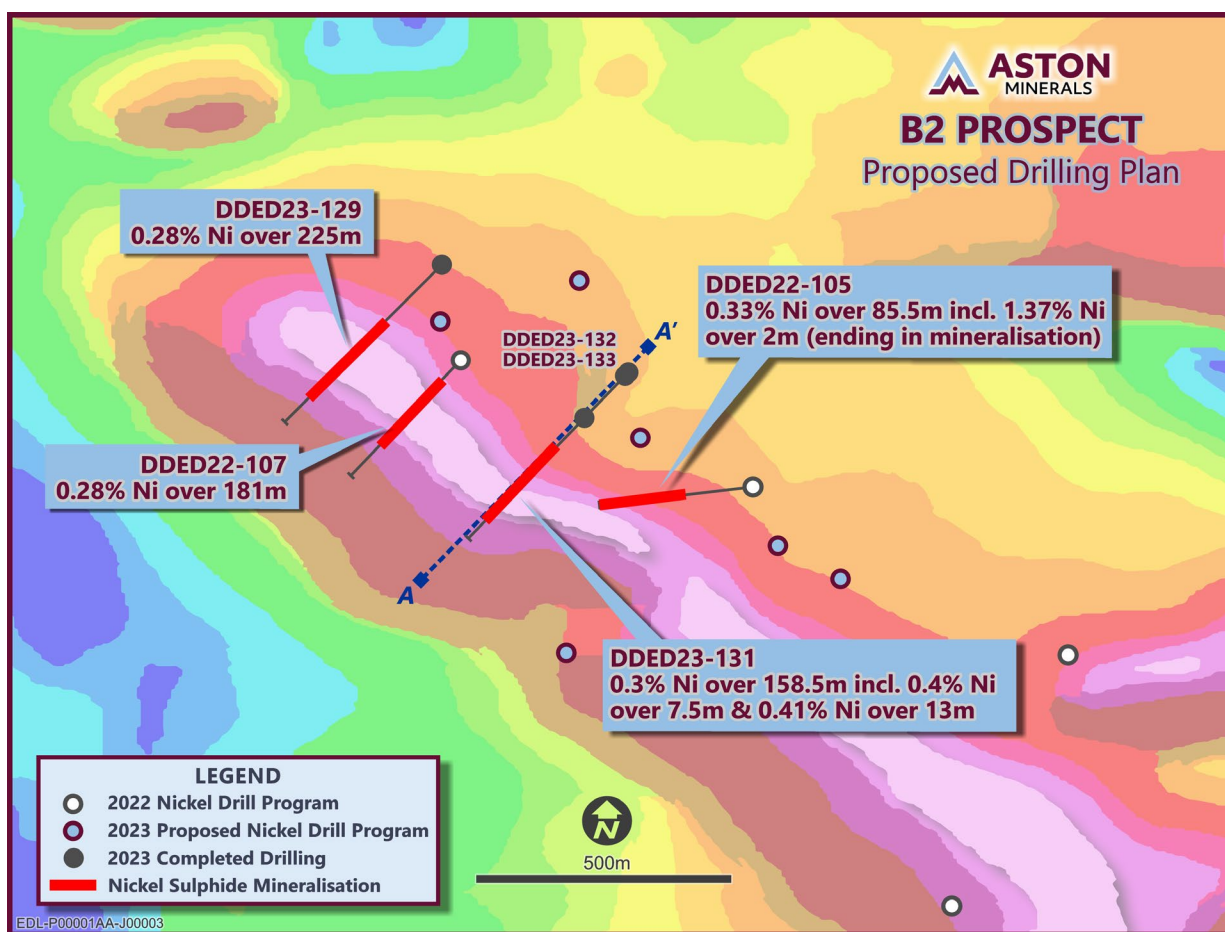 ASTON
MINERALS
B2 PROSPECT
Proposed Drilling Plan
DDED23-129
0.28% Ni over 225m
DDED22-105
0.33% Ni over 85.5m incl. 1.37% Ni
over 2m (ending in mineralisation)
A'
DDED23-132
DDED23-133
DDED22-107
0.28% Ni over 181m
A
DDED23-131
0.3% Ni over 158.5m incl. 0.4% Ni
over 7.5m & 0.41% Ni over 13m
LEGEND
2022 Nickel Drill Program
2023 Proposed Nickel Drill Program
2023 Completed Drilling
Nickel Sulphide Mineralisation
N
500m
EDL-P00001AA-J00003